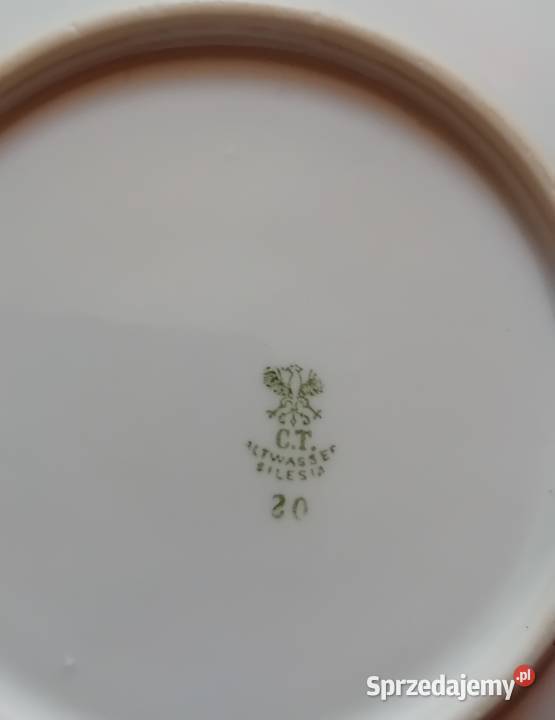 C.T.
ALTWASSER
SILESIA
20
Sprzedajemy.pl